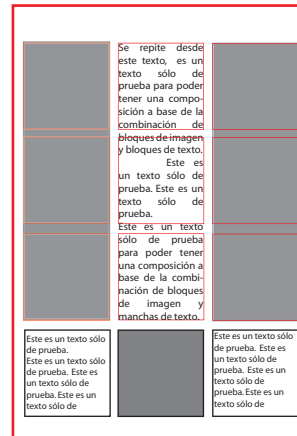 Se repite desde
este texto, es un
texto sólo de
prueba para poder
tener una compo-
sición a base de la
combinación de
bloques de imagen
y bloques de texto.
Este es
un texto sólo de
prueba. Este es un
texto sólo de
prueba.
Este es un texto
sólo de prueba
para poder tener
una composición a
base de la combi-
nación de bloques
de imagen y
manchas de texto.
Este es un texto sólo
de prueba.
Este es un texto sólo
de prueba. Este es
un texto sólo de
prueba. Este es un
texto sólo de
Este es un texto sólo
de prueba. Este es
un texto sólo de
prueba. Este es un
texto sólo de
prueba. Este es un
texto sólo de